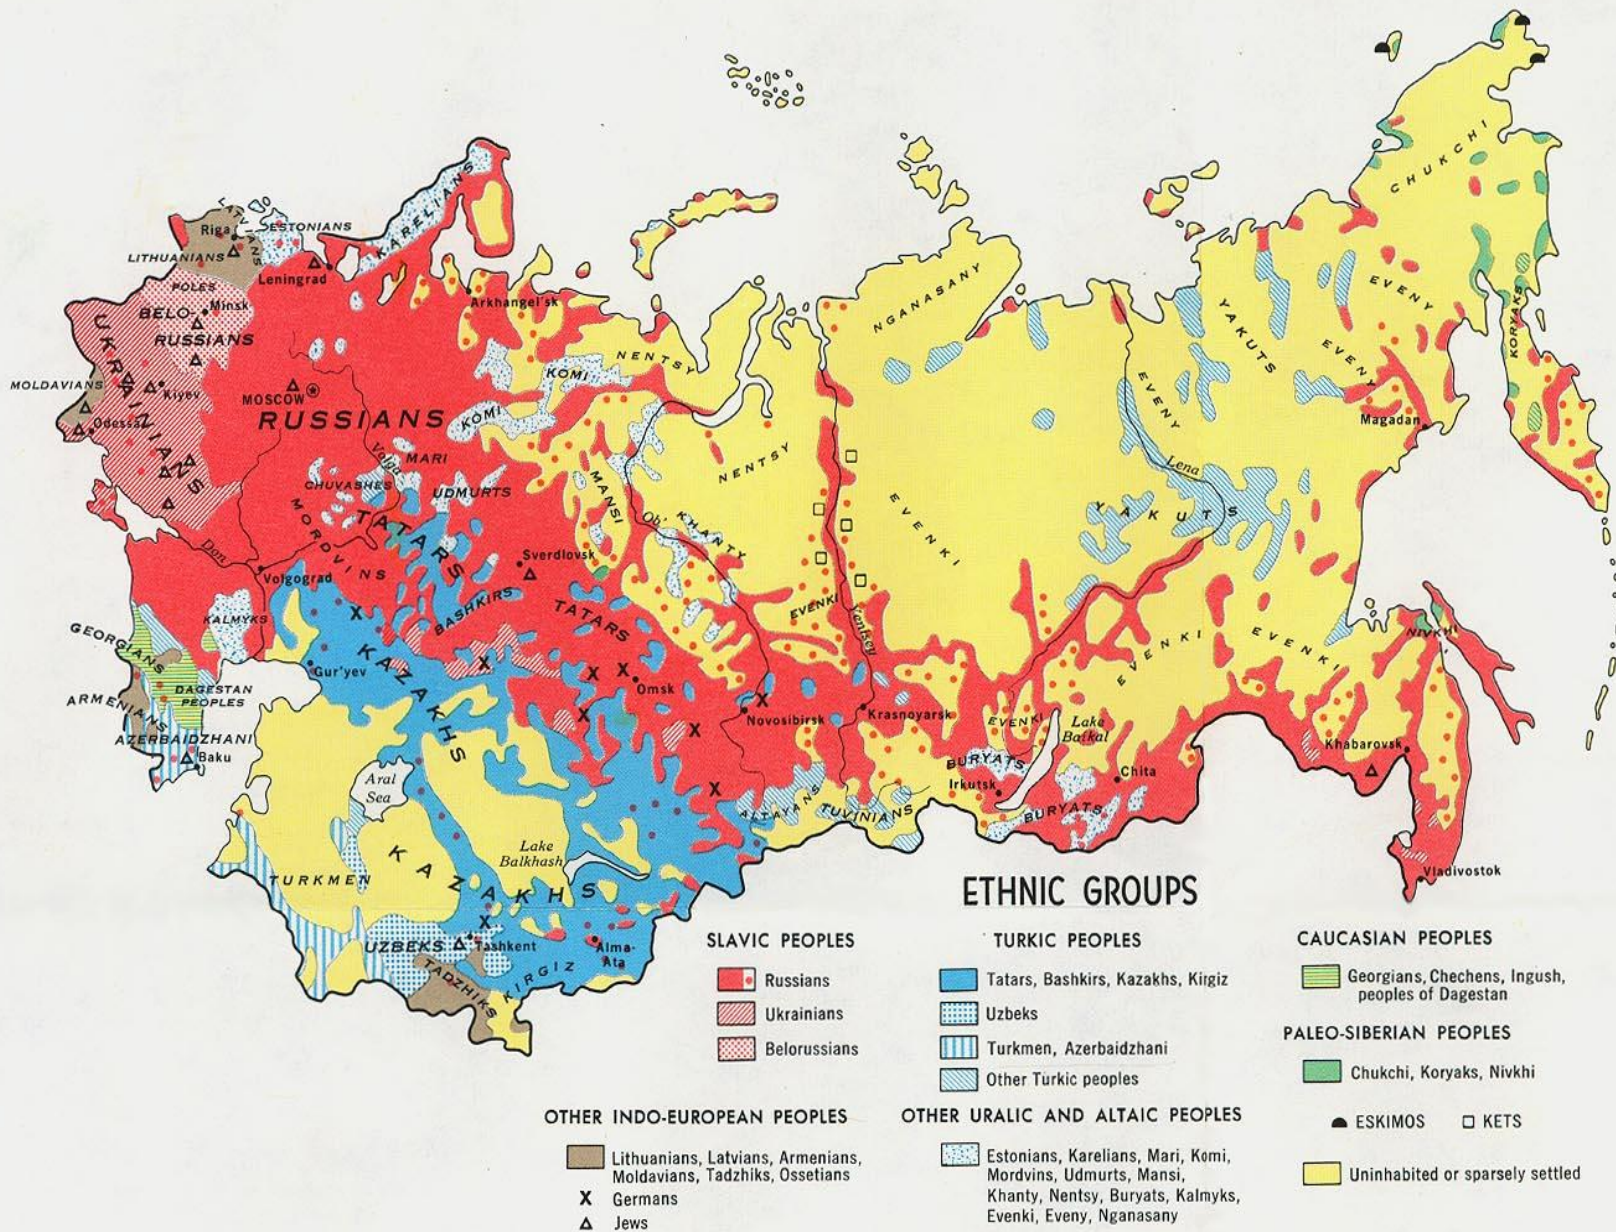 CHUKCHI
LATVIANS
Riga
ESTONIANS
LITHUANIANS
KARELIANS
Leningrad
POLES
Minsk
BELO-
RUSSIANS
UKRAINIANS
MOLDAVIANS
Kiyev
Odessa
MOSCOW
RUSSIANS
Arkhangel'sk
NENTSY
KOMI
KOMI
NGANASANY
NENTSY
YAKUTS
EVENY
EVENY
EVENY
KORYAKS
Magadan
Lena
YAKUTS
Volga
MARI
CHUVASHES
UDMURTS
MORDVINS
TATARS
MANSI
Ob'
KHANTY
EVENKI
Sverdlovsk
Don
Volgograd
BASHKIRS
TATARS
EVENKI
Yenisey
EVENKI
EVENKI
NIVKHI
KALMYKS
GEORGIANS
KAZAKHS
Gur'yev
DAGESTAN
PEOPLES
ARMENIANS
AZERBAIDZHANI
Baku
Omsk
Novosibirsk
Krasnoyarsk
EVENKI
Lake
Baikal
BURYATS
Irkutsk
Chita
Khabarovsk
Aral
Sea
ALTAYANS
TUVINIANS
BURYATS
Lake
Balkhash
KAZAKHS
TURKMEN
Vladivostok
UZBEKS
Tashkent
Alma-
Ata
TADZHIKS
KIRGIZ
ETHNIC GROUPS
SLAVIC PEOPLES
Russians
Ukrainians
Belorussians
TURKIC PEOPLES
Tatars, Bashkirs, Kazakhs, Kirgiz
Uzbeks
Turkmen, Azerbaidzhani
Other Turkic peoples
CAUCASIAN PEOPLES
Georgians, Chechens, Ingush,
peoples of Dagestan
PALEO-SIBERIAN PEOPLES
Chukchi, Koryaks, Nivkhi
ESKIMOS
KETS
Uninhabited or sparsely settled
OTHER INDO-EUROPEAN PEOPLES
Lithuanians, Latvians, Armenians,
Moldavians, Tadzhiks, Ossetians
X Germans
Jews
OTHER URALIC AND ALTAIC PEOPLES
Estonians, Karelians, Mari, Komi,
Mordvins, Udmurts, Mansi,
Khanty, Nentsy, Buryats, Kalmyks,
Evenki, Eveny, Nganasany